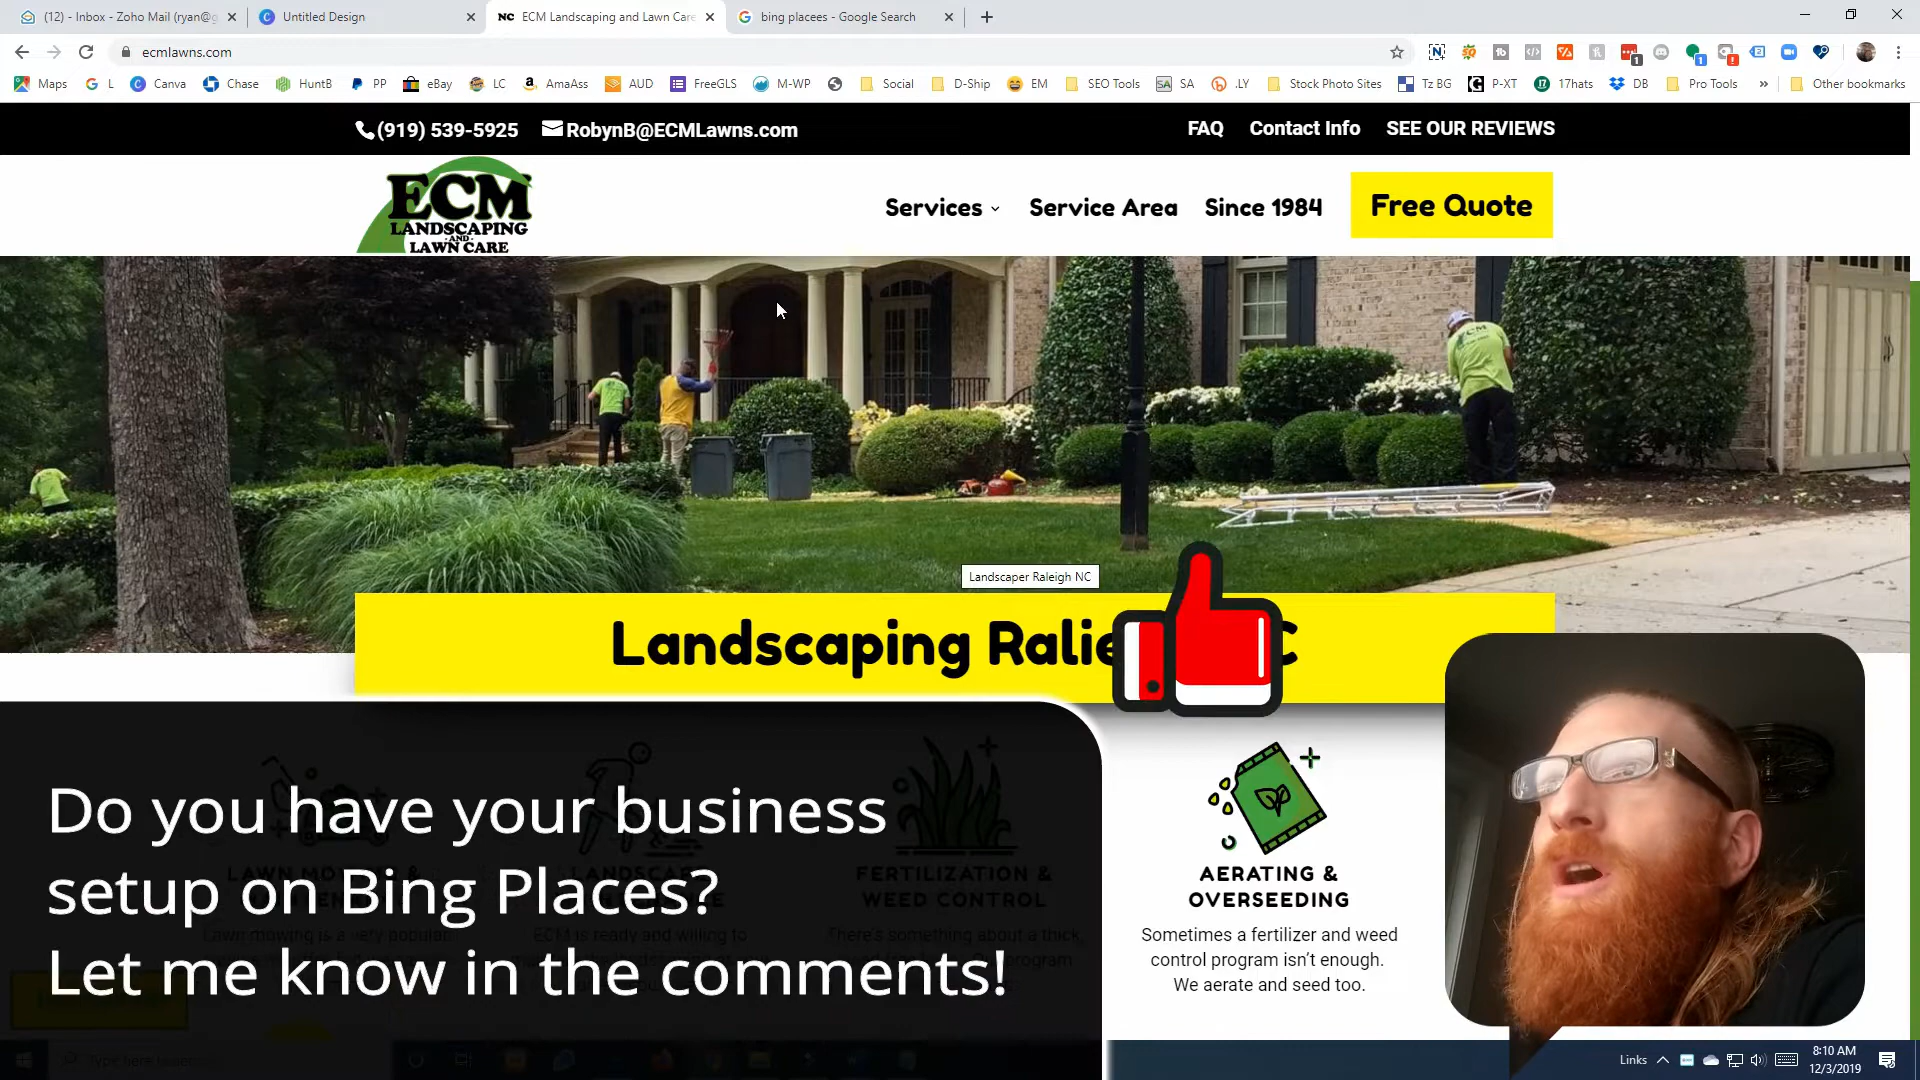 (12) - Inbox - Zoho Mail (ryan@g
Untitled Design
NC ECM Landscaping and Lawn Care
bing placees - Google Search
ecmlawns.com
Maps
L
Canva
Chase
HuntB
PP
eBay
LC
AmaAss
AUD
FreeGLS
M-WP
Social
D-Ship
EM
SEO Tools
SA SA
.LY
Stock Photo Sites
Tz BG
P-XT
17hats
DB
Pro Tools
»
Other bookmarks
(919) 539-5925 RobynB@ECMLawns.com
FAQ Contact Info SEE OUR REVIEWS
ECM
LANDSCAPING
-AND-
LAWN CARE
Services Service Area Since 1984 Free Quote
Landscaper Raleigh NC
Landscaping Ralie C
Do you have your business
setup on Bing Places?
Let me know in the comments!
FERTILIZATION &
WEED CONTROL
There's something about a thick,
AERATING &
OVERSEEDING
Sometimes a fertilizer and weed
control program isn't enough.
We aerate and seed too.
Links
8:10 AM
12/3/2019